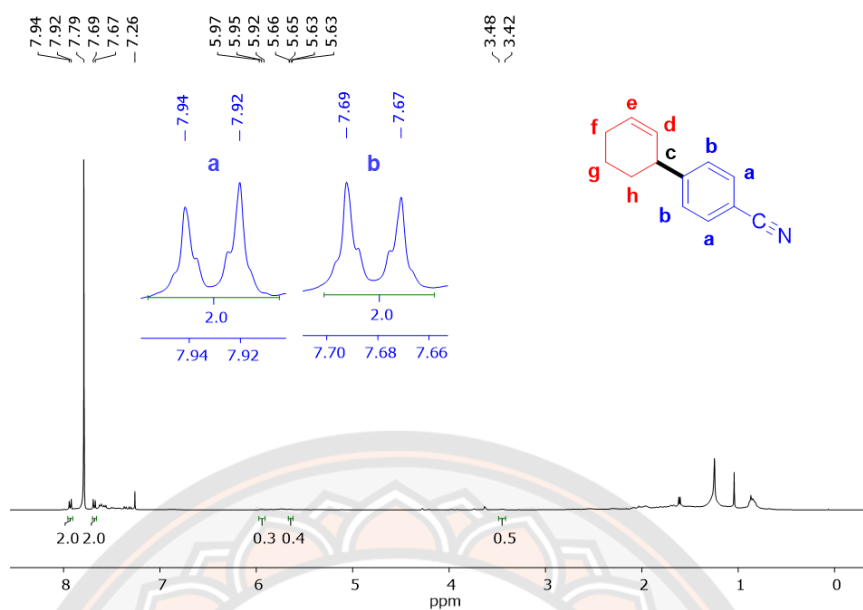 7.94
7.92
7.79
7.69
7.67
7.26
5.97
5.95
5.92
5.66
5.65
5.63
5.63
3.48
3.42
7.94
7.92
7.69
7.67
a
b
2.0
2.0
7.94 7.92
7.70 7.68 7.66
e
f
d
c
b
a
g
h
b
a
C
N
2.0 2.0 0.3 0.4 0.5
8 7 6 5 4 3 2 1 0
ppm